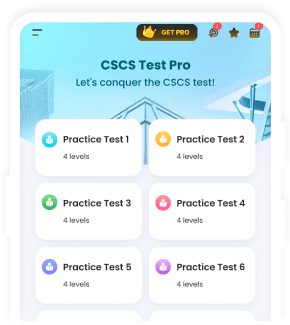 GET PRO
CSCS Test Pro
Let's conquer the CSCS test!
Practice Test 1
4 levels
Practice Test 2
4 levels
Practice Test 3
4 levels
Practice Test 4
4 levels
Practice Test 5
4 levels
Practice Test 6
4 levels